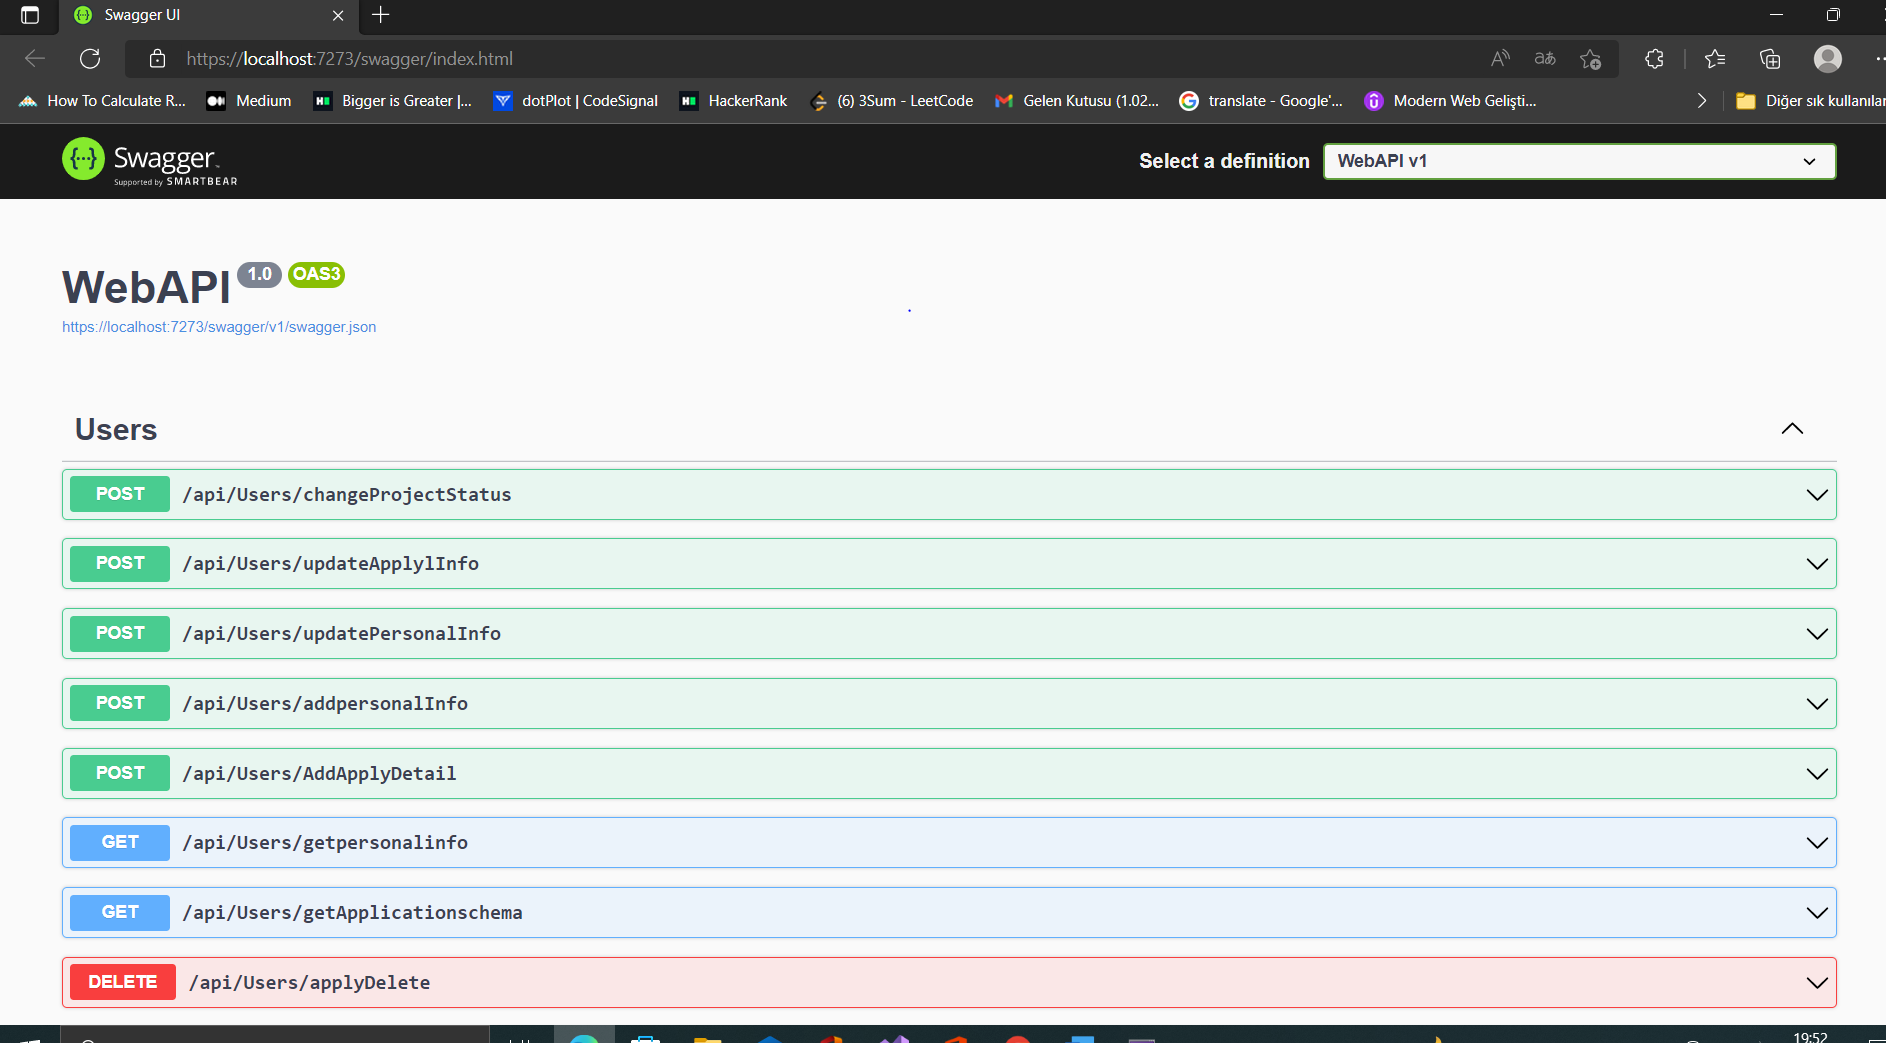 Swagger UI
https://localhost:7273/swagger/index.html
How To Calculate R... Medium Bigger is Greater |... dotPlot | CodeSignal HackerRank (6) 3Sum - LeetCode Gelen Kutusu (1.02... translate - Google'... Modern Web Gelişti... Diğer sık kullanılar
Swagger
Supported by SMARTBEAR
Select a definition WebAPI v1
WebAPI 1.0 OAS3
https://localhost:7273/swagger/v1/swagger.json
Users
POST /api/Users/changeProjectStatus
POST /api/Users/updateApplylInfo
POST /api/Users/updatePersonalInfo
POST /api/Users/addpersonalInfo
POST /api/Users/AddApplyDetail
GET /api/Users/getpersonalinfo
GET /api/Users/getApplicationschema
DELETE /api/Users/applyDelete
19:52